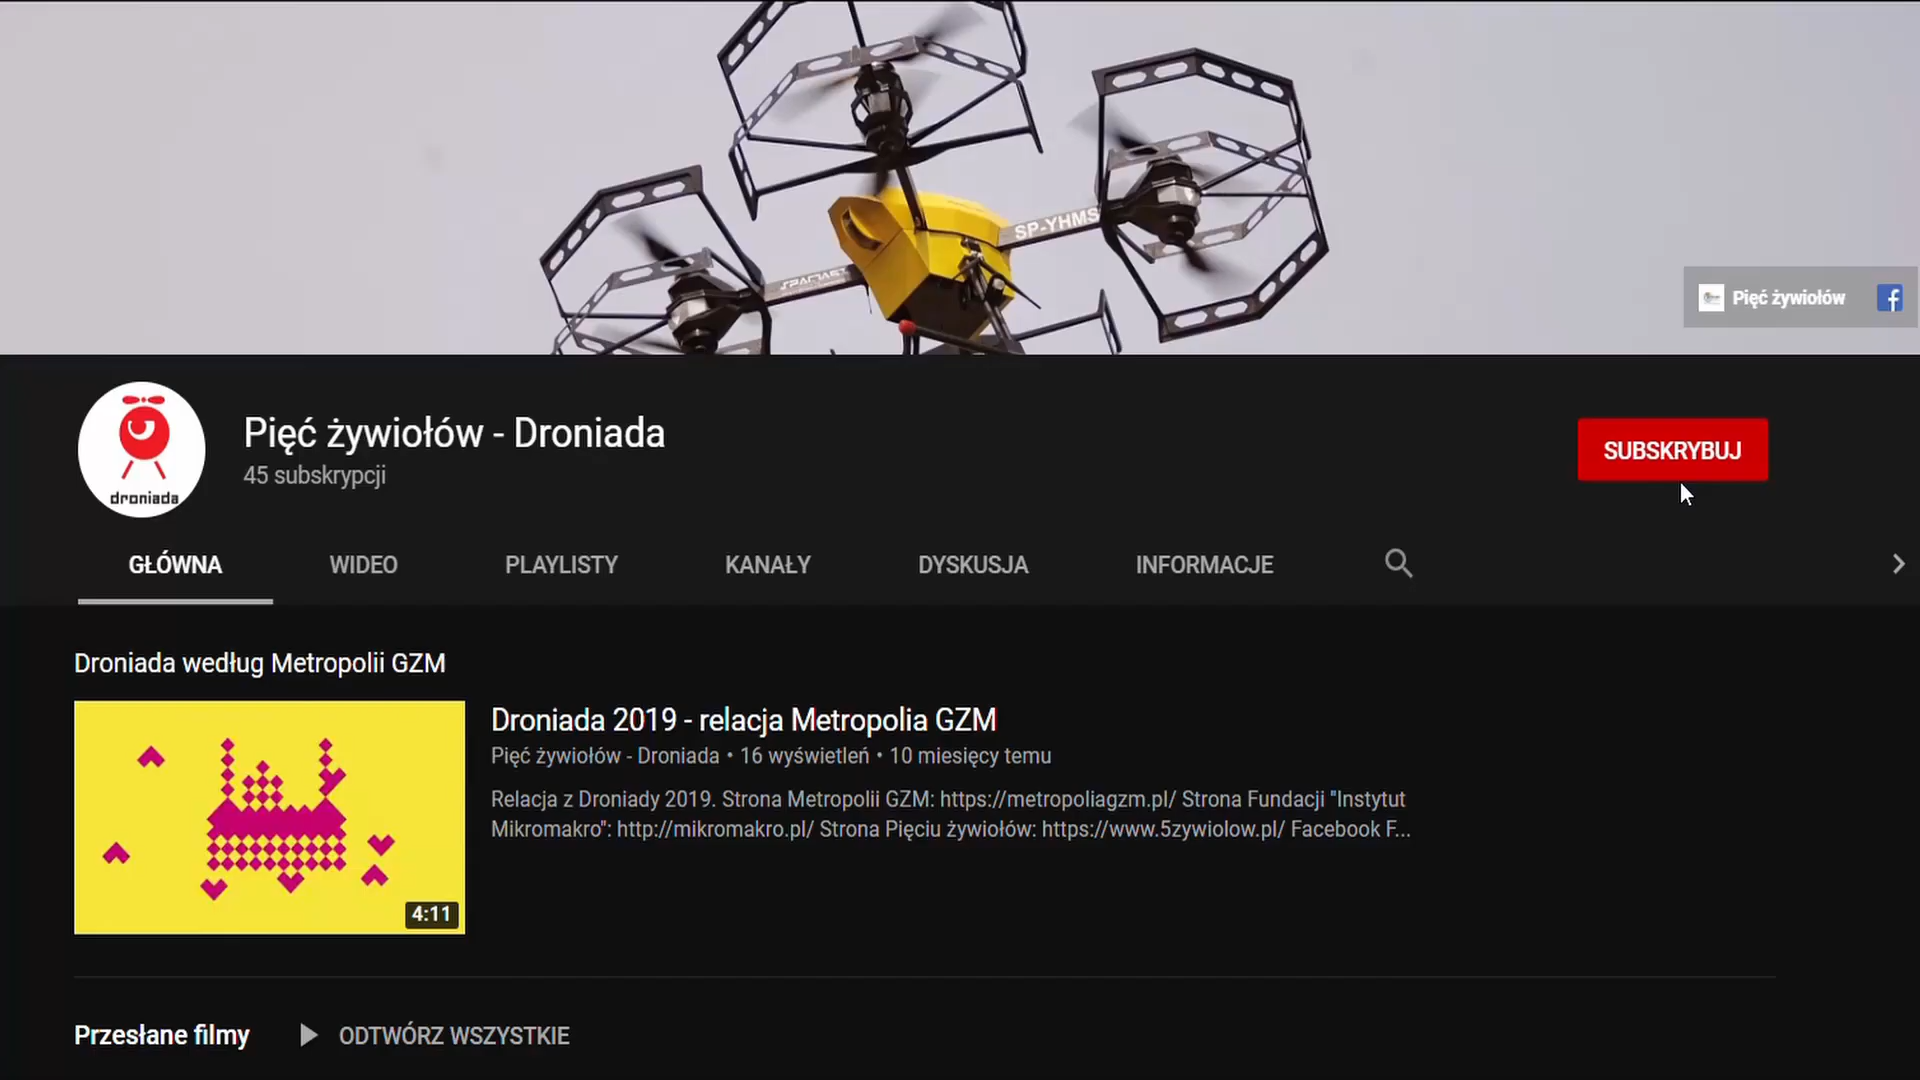 SP-YHMS
Pięć żywiołów
Pięć żywiołów - Droniada
45 subskrypcji
droniada
SUBSKRYBUJ
GŁÓWNA WIDEO PLAYLISTY KANAŁY DYSKUSJA INFORMACJE
Droniada według Metropolii GZM
Droniada 2019 - relacja Metropolia GZM
Pięć żywiołów - Droniada • 16 wyświetleń • 10 miesięcy temu
Relacja z Droniady 2019. Strona Metropolii GZM: https://metropoliagzm.pl/ Strona Fundacji "Instytut
Mikromakro": http://mikromakro.pl/ Strona Pięciu żywiołów: https://www.5zywiolow.pl/ Facebook F...
4:11
Przesłane filmy ODTWÓRZ WSZYSTKIE